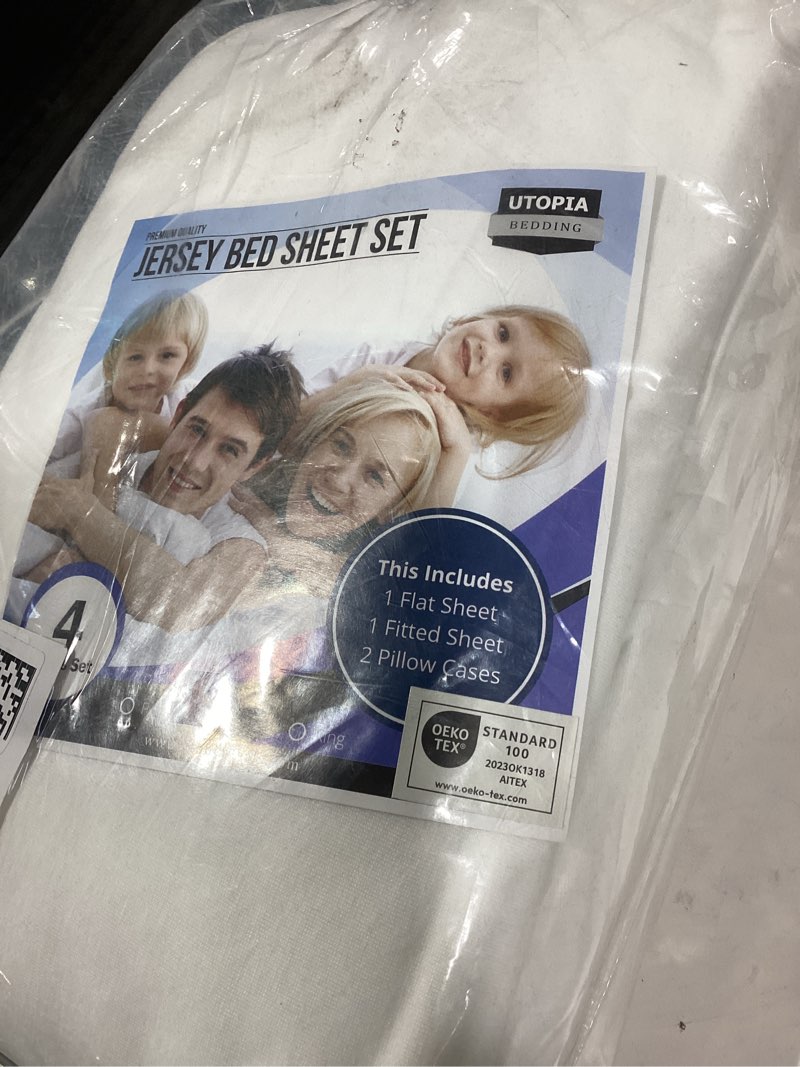 PREMIUM QUALITY
JERSEY BED SHEET SET
UTOPIA
BEDDING
This Includes
1 Flat Sheet
1 Fitted Sheet
2 Pillow Cases
4
Set
OEKO
TEX®
STANDARD
100
2023OK1318
AITEX
www.oeko-tex.com